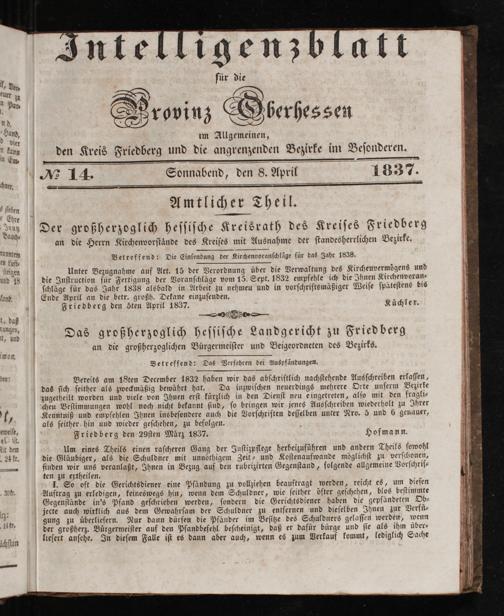 Intelligenzblatt
für die
Provinz Oberhessen
im Allgemeinen,
den Kreis Friedberg und die angrenzenden Bezirke im Besonderen.
№ 14. Sonnabend, den 8. April 1837.
Amtlicher Theil.
Der großherzoglich hessische Kreisrath des Kreises Friedberg
an die Herrn Kirchenvorstände des Kreises mit Ausnahme der standesherrlichen Bezirke.
Betreffend: Die Einsendung der Kirchenvoranschläge für das Jahr 1838.
Unter Bezugnahme auf Art. 15 der Verordnung über die Verwaltung des Kirchenvermögens und
die Instruktion für Fertigung der Voranschläge vom 15. Sept. 1832 empfehle ich die Ihnen Kirchenvoran-
schläge für das Jahr 1838 alsbald in Arbeit zu nehmen und in vorschriftsmäßiger Weise spätestens bis
Ende April an die betr. großh. Dekane einzusenden.
Friedberg den 5ten April 1837. Küchler.
Das großherzoglich hessische Landgericht zu Friedberg
an die großherzoglichen Bürgermeister und Beigeordneten des Bezirks.
Betreffend: Das Verfahren bei Auspfändungen.
Bereits am 18ten December 1832 haben wir das abschriftlich nachstehende Ausschreiben erlassen,
das sich seither als zweckmäßig bewährt hat. Da inzwischen neuerdings mehrere Orte unserm Bezirke
zugetheilt worden und viele von Ihnen erst kürzlich in den Dienst neu eingetreten, also mit den fragli-
chen Bestimmungen wohl noch nicht bekannt sind, so bringen wir jenes Ausschreiben wiederholt zu Ihrer
Kenntniß und empfehlen Ihnen insbesondere auch die Vorschriften desselben unter Nro. 5 und 6 genauer,
als seither hin und wieder geschehen, zu befolgen.
Friedberg den 29sten März 1837. Hofmann.
Um eines Theils einen rascheren Gang der Justizpflege herbeizuführen und andern Theils sowohl
die Gläubiger, als die Schuldner mit unnöthigem Zeit- und Kostenaufwande möglichst zu verschonen,
finden wir uns veranlaßt, Ihnen in Bezug auf den rubrizirten Gegenstand, folgende allgemeine Vorschrif-
ten zu ertheilen.
I. So oft die Gerichtsdiener eine Pfändung zu vollziehen beauftragt werden, reicht es, um diesen
Auftrag zu erledigen, keineswegs hin, wenn dem Schuldner, wie seither öfter geschehen, blos bestimmte
Gegenstände in's Pfand geschrieben werden, sondern die Gerichtsdiener haben die gepfändeten Ob-
jecte auch wirklich aus dem Gewahrsam der Schuldner zu entfernen und dieselben Ihnen zur Verfü-
gung zu überliefern. Nur dann dürfen die Pfänder im Besitze des Schuldners gelassen werden, wenn
der großherz. Bürgermeister auf den Pfandbefehl bescheinigt, daß er dafür bürge und sie als ihm über-
liefert ansehe. In diesem Falle ist es dann aber auch, wenn es zum Verkauf kommt, lediglich Sache